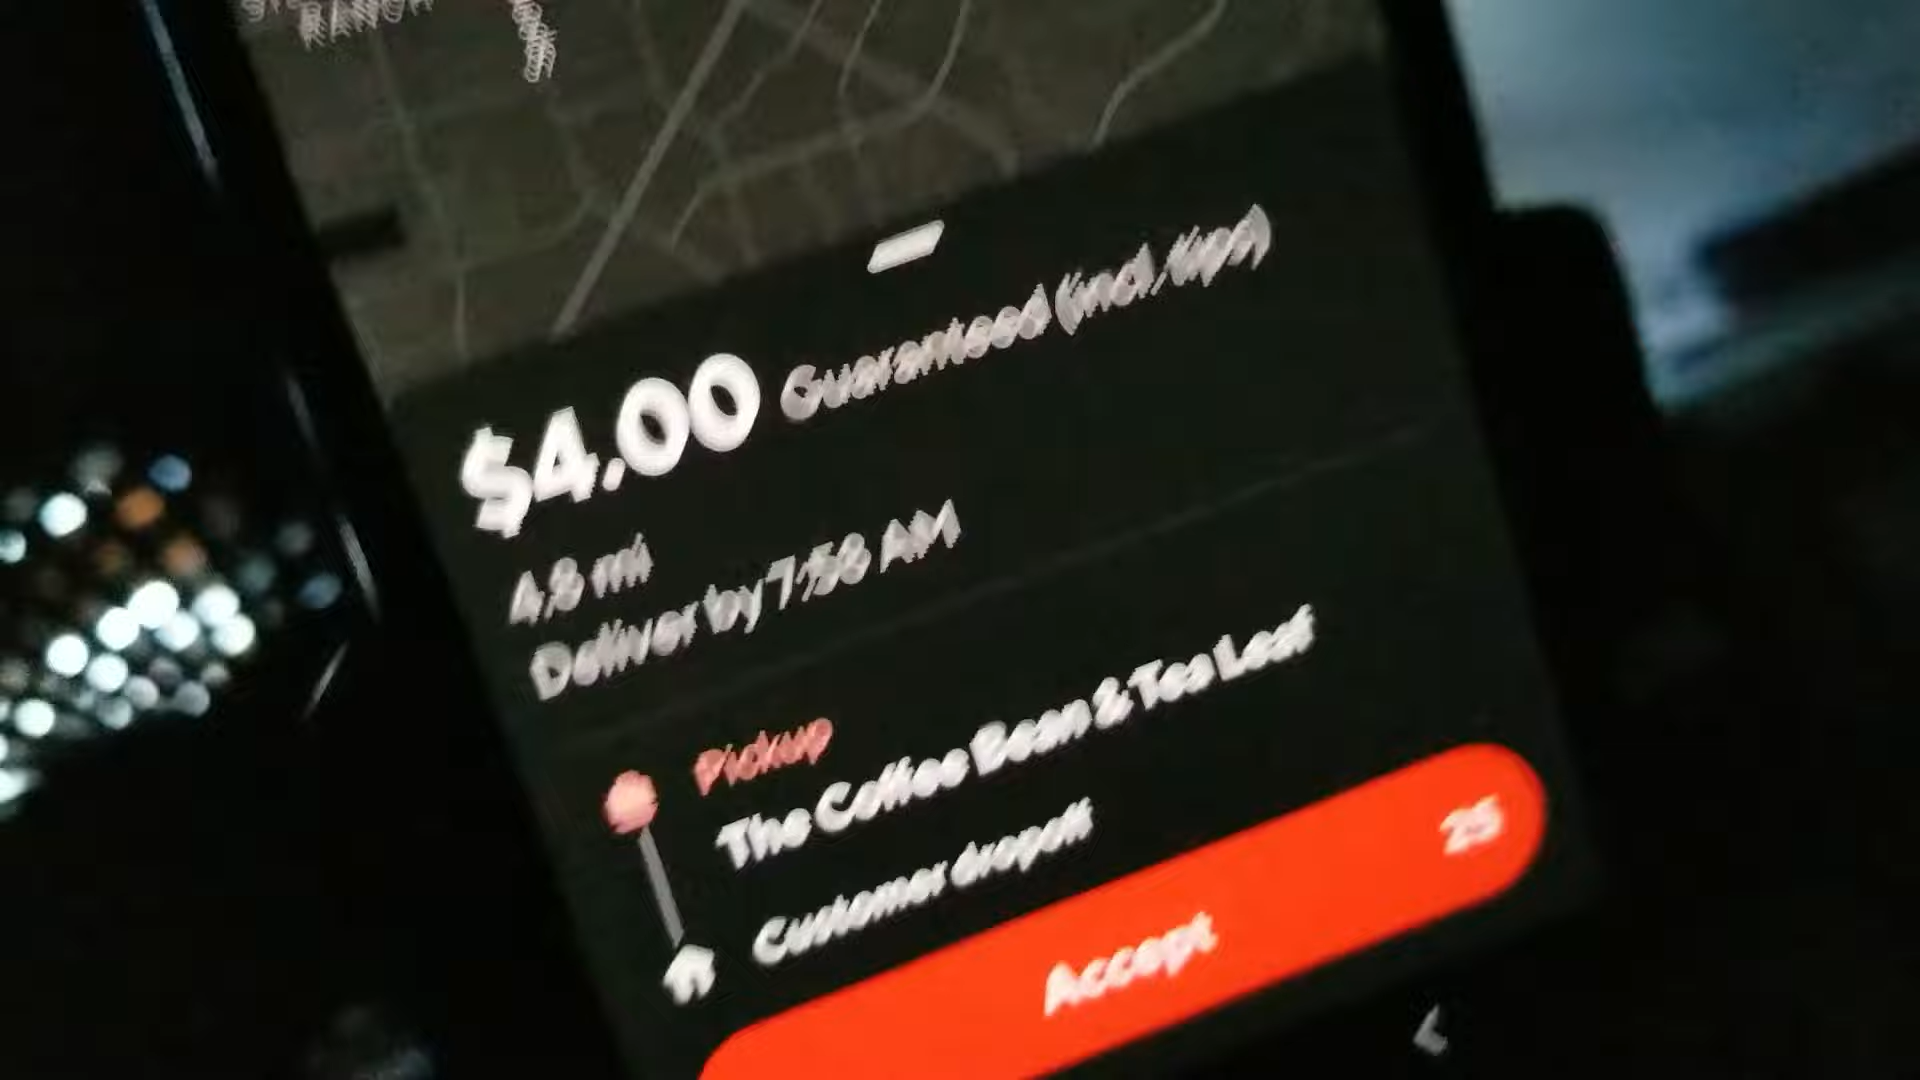 RANCH
$4.00 Guaranteed (incl. tips)
4.8 mi
Deliver by 7:58 AM
Pickup
The Coffee Bean & Tea Leaf
Customer dropoff
25
Accept